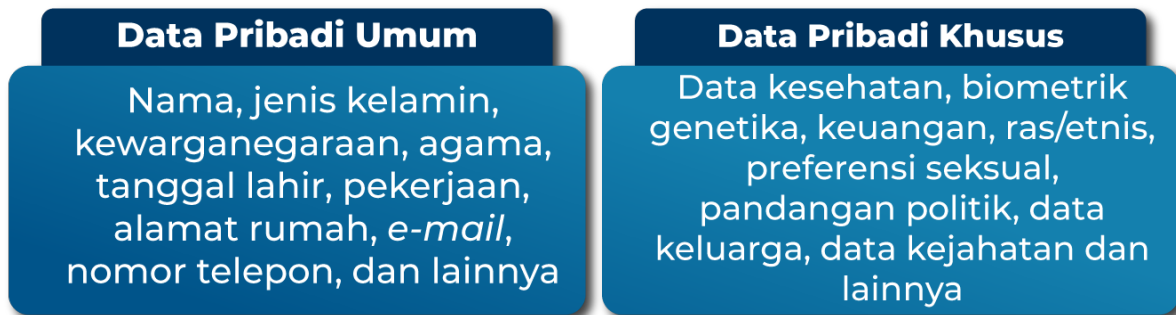 Data Pribadi Umum
Nama, jenis kelamin,
kewarganegaraan, agama,
tanggal lahir, pekerjaan,
alamat rumah, e-mail,
nomor telepon, dan lainnya
Data Pribadi Khusus
Data kesehatan, biometrik
genetika, keuangan, ras/etnis,
preferensi seksual,
pandangan politik, data
keluarga, data kejahatan dan
lainnya